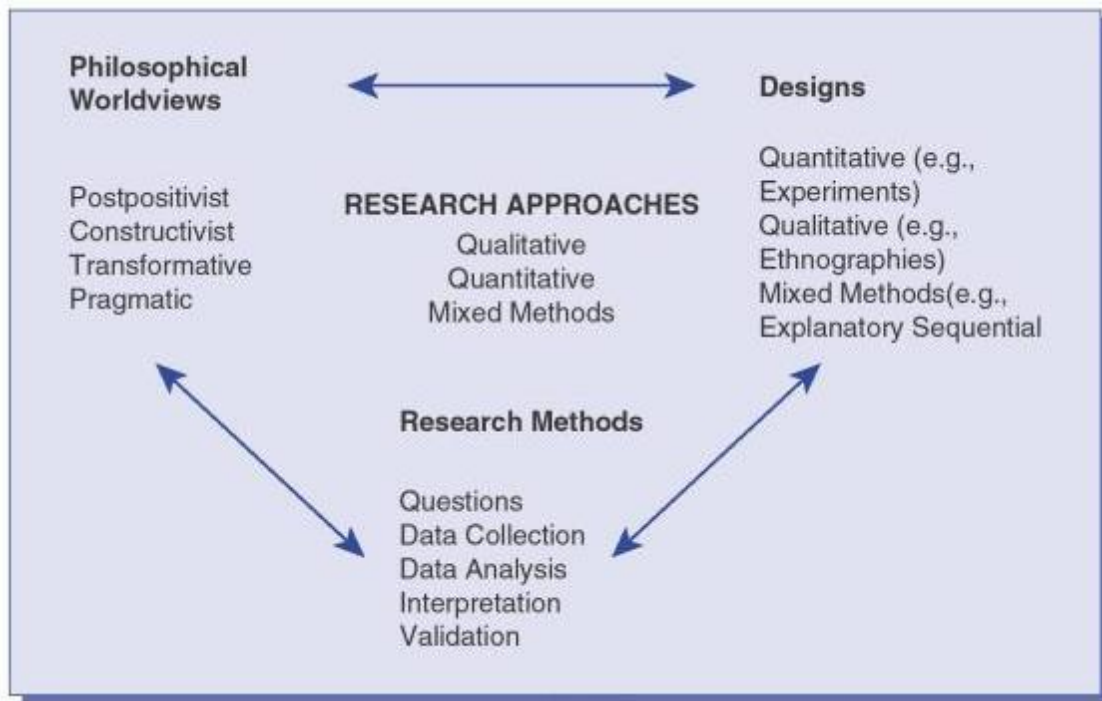 Philosophical
Worldviews
Postpositivist
Constructivist
Transformative
Pragmatic
RESEARCH APPROACHES
Qualitative
Quantitative
Mixed Methods
Designs
Quantitative (e.g.,
Experiments)
Qualitative (e.g.,
Ethnographies)
Mixed Methods(e.g.,
Explanatory Sequential
Research Methods
Questions
Data Collection
Data Analysis
Interpretation
Validation